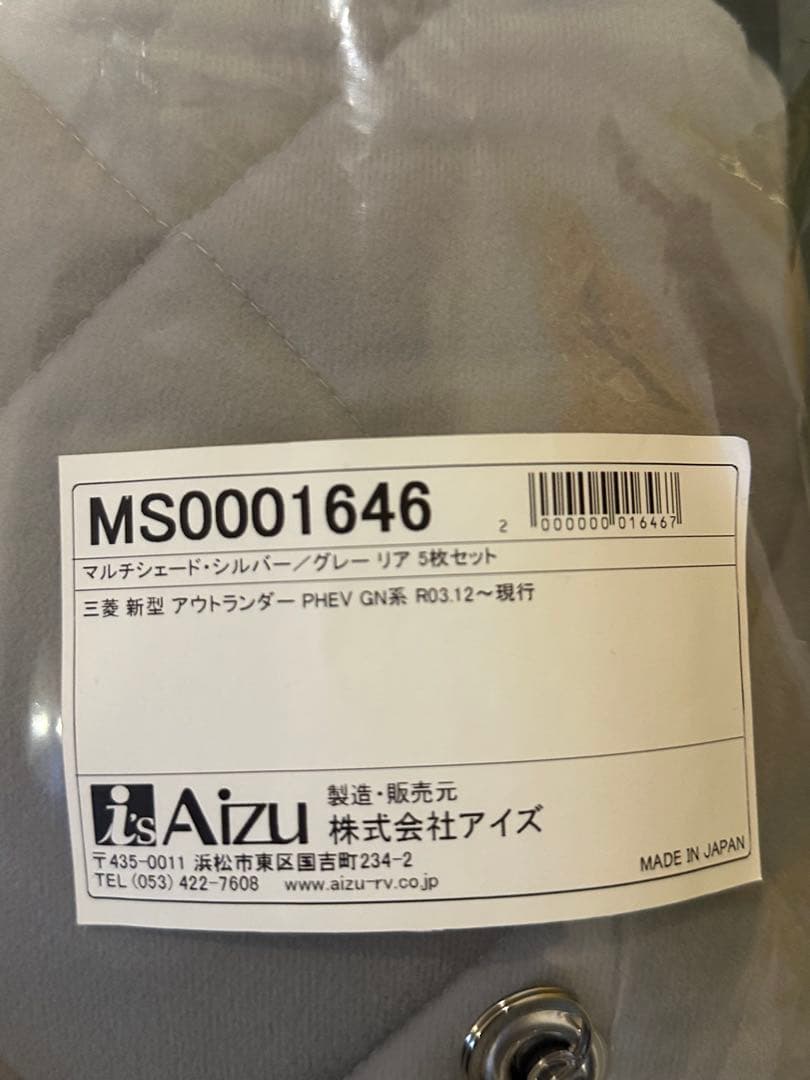 MS0001646
2 000000 016467
マルチシェード・シルバー／グレー リア 5枚セット
三菱 新型 アウトランダー PHEV GN系 R03.12～現行
i's Aizu 製造・販売元
株式会社アイズ
〒435-0011 浜松市東区国吉町234-2
TEL (053) 422-7608 www.aizu-rv.co.jp
MADE IN JAPAN